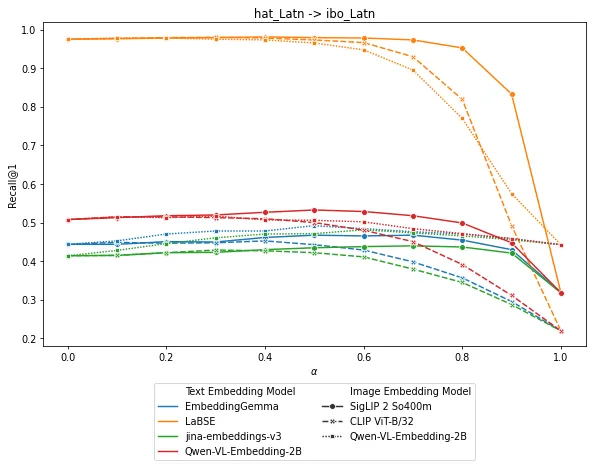 hat_Latn -> ibo_Latn
1.0
0.9
0.8
0.7
0.6
0.5
0.4
0.3
0.2
Recall@1
0.0 0.2 0.4 0.6 0.8 1.0
α
Text Embedding Model Image Embedding Model
EmbeddingGemma SigLIP 2 So400m
LaBSE CLIP ViT-B/32
jina-embeddings-v3 Qwen-VL-Embedding-2B
Qwen-VL-Embedding-2B